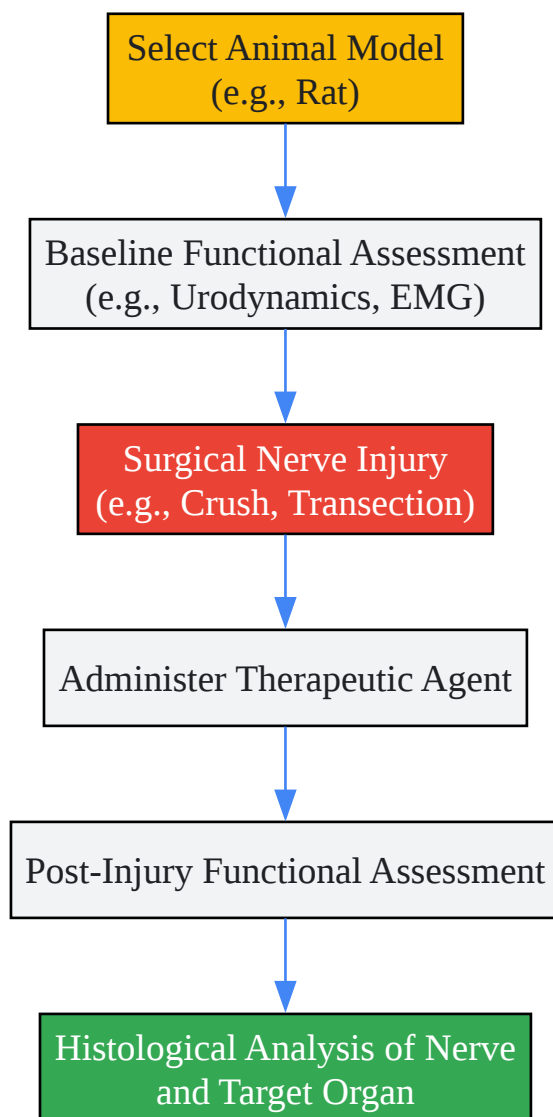 Select Animal Model
(e.g., Rat)
Baseline Functional Assessment
(e.g., Urodynamics, EMG)
Surgical Nerve Injury
(e.g., Crush, Transection)
Administer Therapeutic Agent
Post-Injury Functional Assessment
Histological Analysis of Nerve
and Target Organ